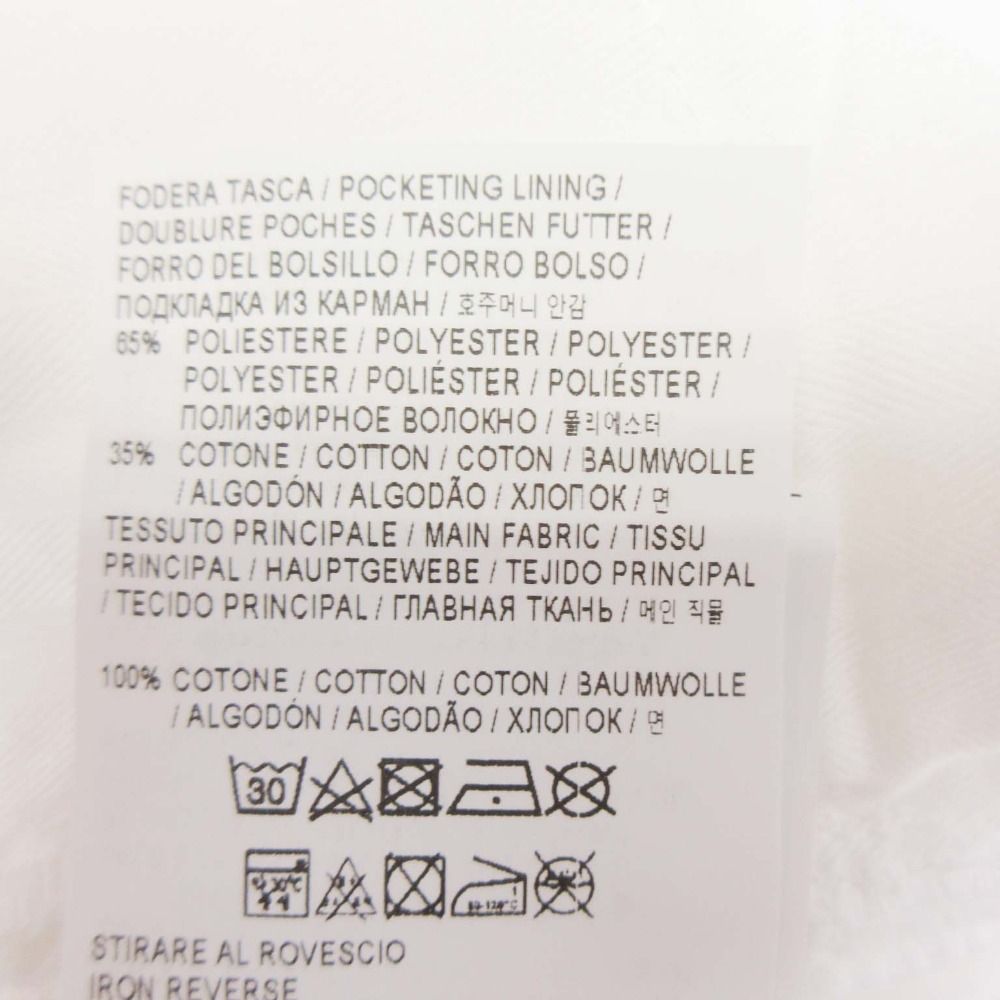 FODERA TASCA / POCKETING LINING /
DOUBLURE POCHES / TASCHEN FUTTER /
FORRO DEL BOLSILLO / FORRO BOLSO /
ПОДКЛАДКА ИЗ КАРМАН / 호주머니 안감
65% POLIESTERE / POLYESTER / POLYESTER /
POLYESTER / POLIÉSTER / POLIÉSTER /
ПОЛИЭФИРНОЕ ВОЛОКНО / 폴리에스터
35% COTONE / COTTON / COTON / BAUMWOLLE
/ ALGODÓN / ALGODÃO / ХЛОПОК / 면
TESSUTO PRINCIPALE / MAIN FABRIC / TISSU
PRINCIPAL / HAUPTGEWEBE / TEJIDO PRINCIPAL
/ TECIDO PRINCIPAL / ГЛАВНАЯ ТКАНЬ / 메인 직물
100% COTONE / COTTON / COTON / BAUMWOLLE
/ ALGODÓN / ALGODÃO / ХЛОПОК / 면
30
STIRARE AL ROVESCIO
IRON REVERSE